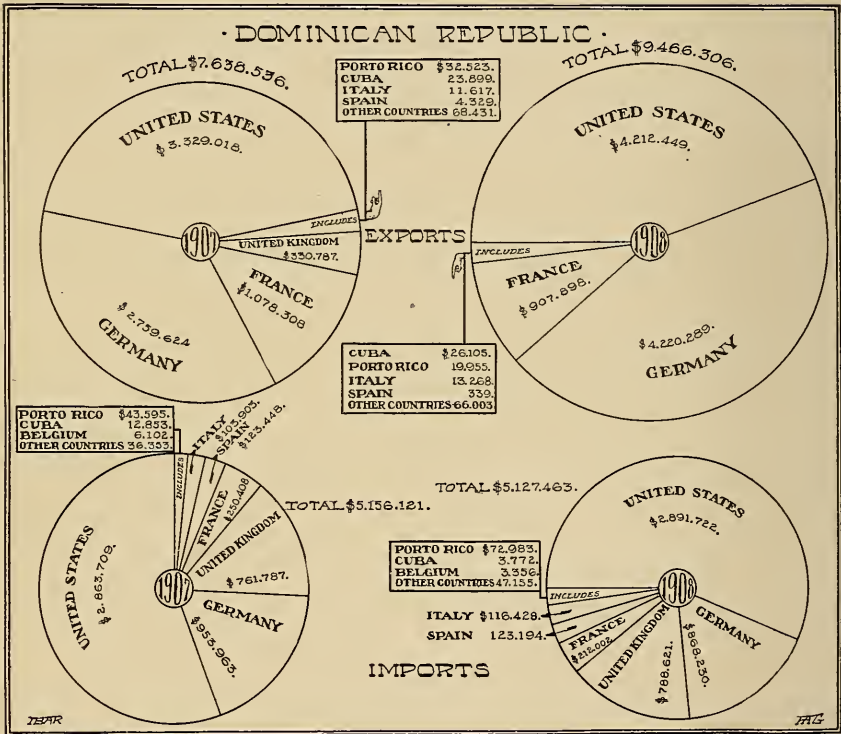 · DOMINICAN REPUBLIC ·
TOTAL $7.638.536.
UNITED STATES
$3.329.018.
1907
INCLUDES
UNITED KINGDOM
$330.787.
FRANCE
$1.078.308
$2.759.624
GERMANY
PORTO RICO $32.523.
CUBA 23.899.
ITALY 11.617.
SPAIN 4.329.
OTHER COUNTRIES 68.431.
EXPORTS
TOTAL $9.466.306.
UNITED STATES
$4.212.449.
1908
INCLUDES
FRANCE
$907.898.
$4.220.289.
GERMANY
CUBA $26.105.
PORTO RICO 19.955.
ITALY 13.268.
SPAIN 339.
OTHER COUNTRIES 66.003
PORTO RICO $43.595.
CUBA 12.853.
BELGIUM 6.102.
OTHER COUNTRIES 36.353.
ITALY
$103.903.
SPAIN
$123.448.
INCLUDES
FRANCE
$250.408
TOTAL $5.156.121.
UNITED KINGDOM
$761.787.
1907
UNITED STATES
$2.863.709.
GERMANY
$953.963.
TOTAL $5.127.463.
UNITED STATES
$2.891.722.
PORTO RICO $72.983.
CUBA 3.772.
BELGIUM 3.356.
OTHER COUNTRIES 47.155.
INCLUDES
1908
ITALY $116.428.
SPAIN 123.194.
FRANCE
$212.002
UNITED KINGDOM
$788.621.
GERMANY
$868.230.
IMPORTS